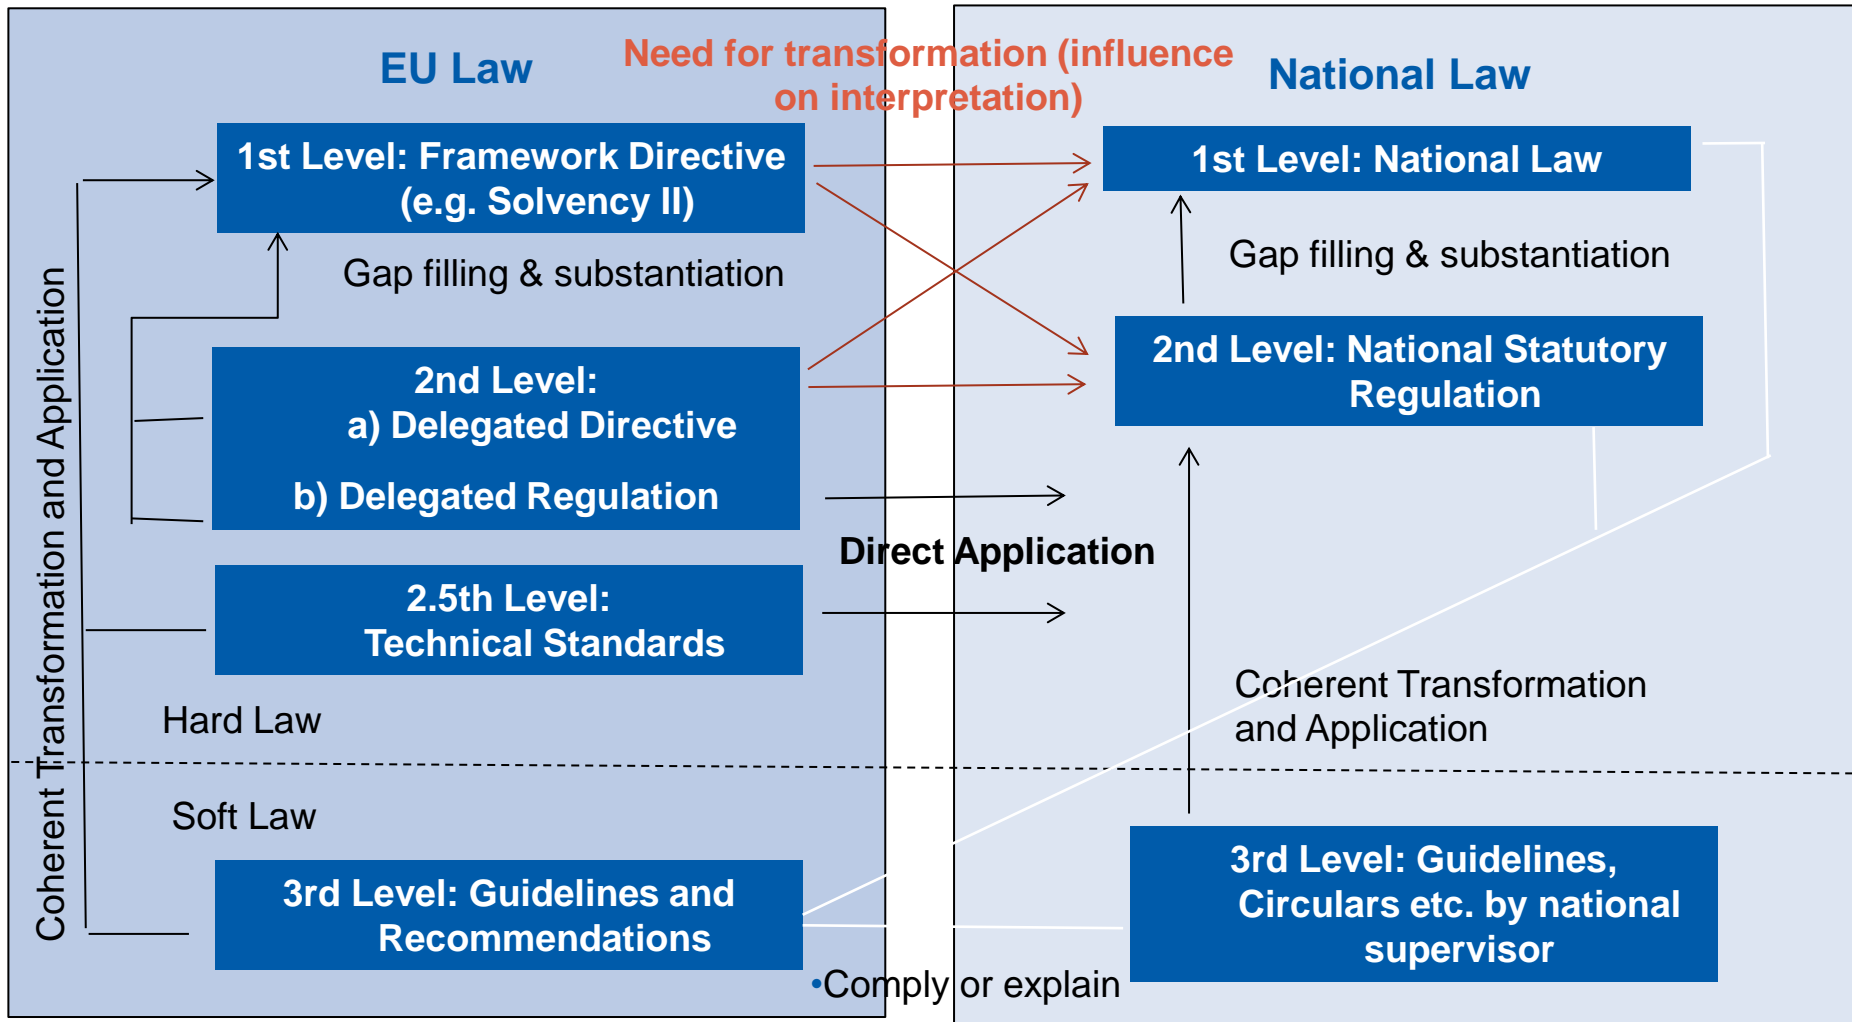 EU Law
Need for transformation (influence
on interpretation)
National Law
1st Level: Framework Directive
(e.g. Solvency II)
1st Level: National Law
Gap filling & substantiation
Gap filling & substantiation
2nd Level:
a) Delegated Directive
b) Delegated Regulation
2nd Level: National Statutory
Regulation
Direct Application
2.5th Level:
Technical Standards
Coherent Transformation and Application
Hard Law
Coherent Transformation
and Application
Soft Law
3rd Level: Guidelines and
Recommendations
3rd Level: Guidelines,
Circulars etc. by national
supervisor
•Comply or explain